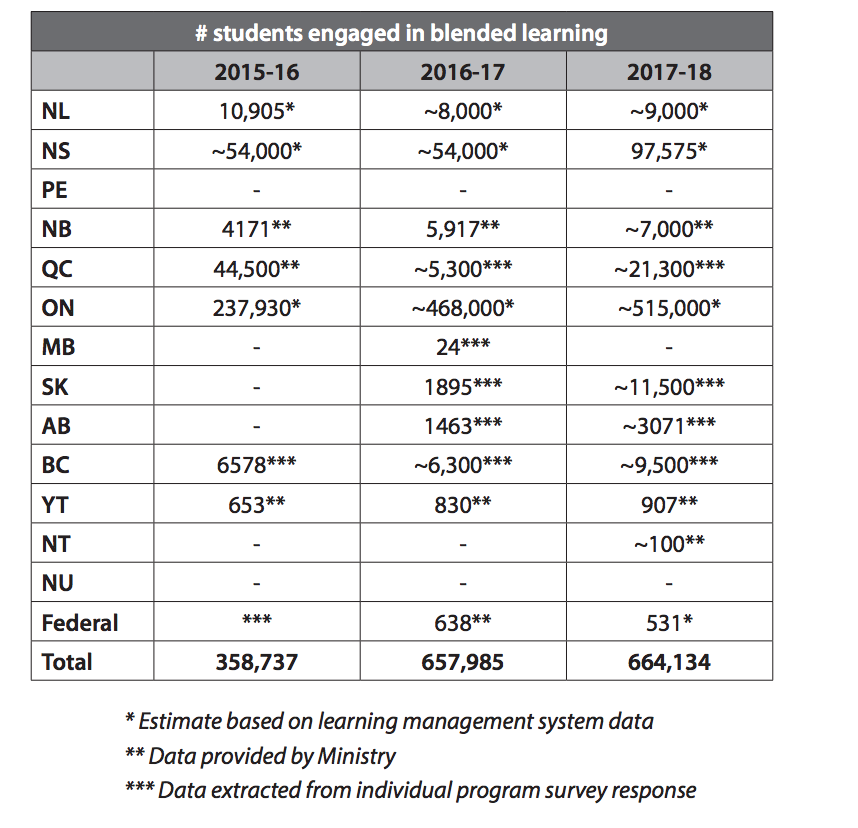 # students engaged in blended learning
2015-16 2016-17 2017-18
NL 10,905* ~8,000* ~9,000*
NS ~54,000* ~54,000* 97,575*
PE - - -
NB 4171** 5,917** ~7,000**
QC 44,500** ~5,300*** ~21,300***
ON 237,930* ~468,000* ~515,000*
MB - 24*** -
SK - 1895*** ~11,500***
AB - 1463*** ~3071***
BC 6578*** ~6,300*** ~9,500***
YT 653** 830** 907**
NT - - ~100**
NU - - -
Federal *** 638** 531*
Total 358,737 657,985 664,134
* Estimate based on learning management system data
** Data provided by Ministry
*** Data extracted from individual program survey response